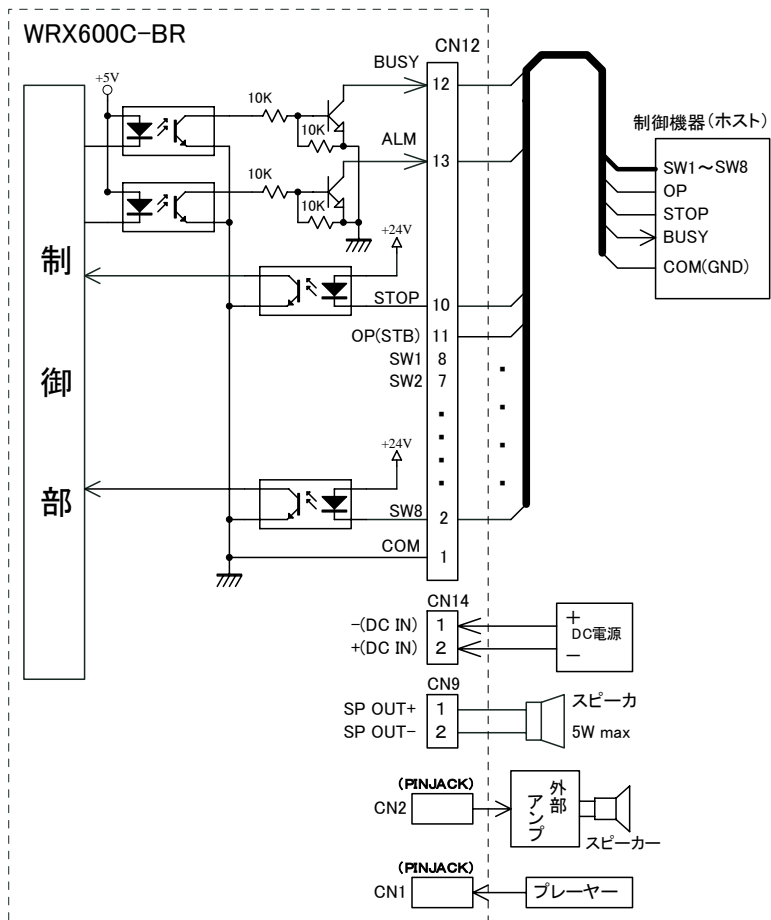 WRX600C-BR
CN12
BUSY
12
+5V
10K
10K
ALM
13
10K
10K
+24V
STOP
10
OP(STB)
11
SW1
8
SW2
7
+24V
SW8
2
COM
1
制
御
部
制御機器(ホスト)
SW1～SW8
OP
STOP
BUSY
COM(GND)
CN14
-(DC IN)
1
+(DC IN)
2
+
DC電源
-
CN9
SP OUT+
1
SP OUT-
2
スピーカ
5W max
(PINJACK)
CN2
外部
アンプ
スピーカー
(PINJACK)
CN1
プレーヤー